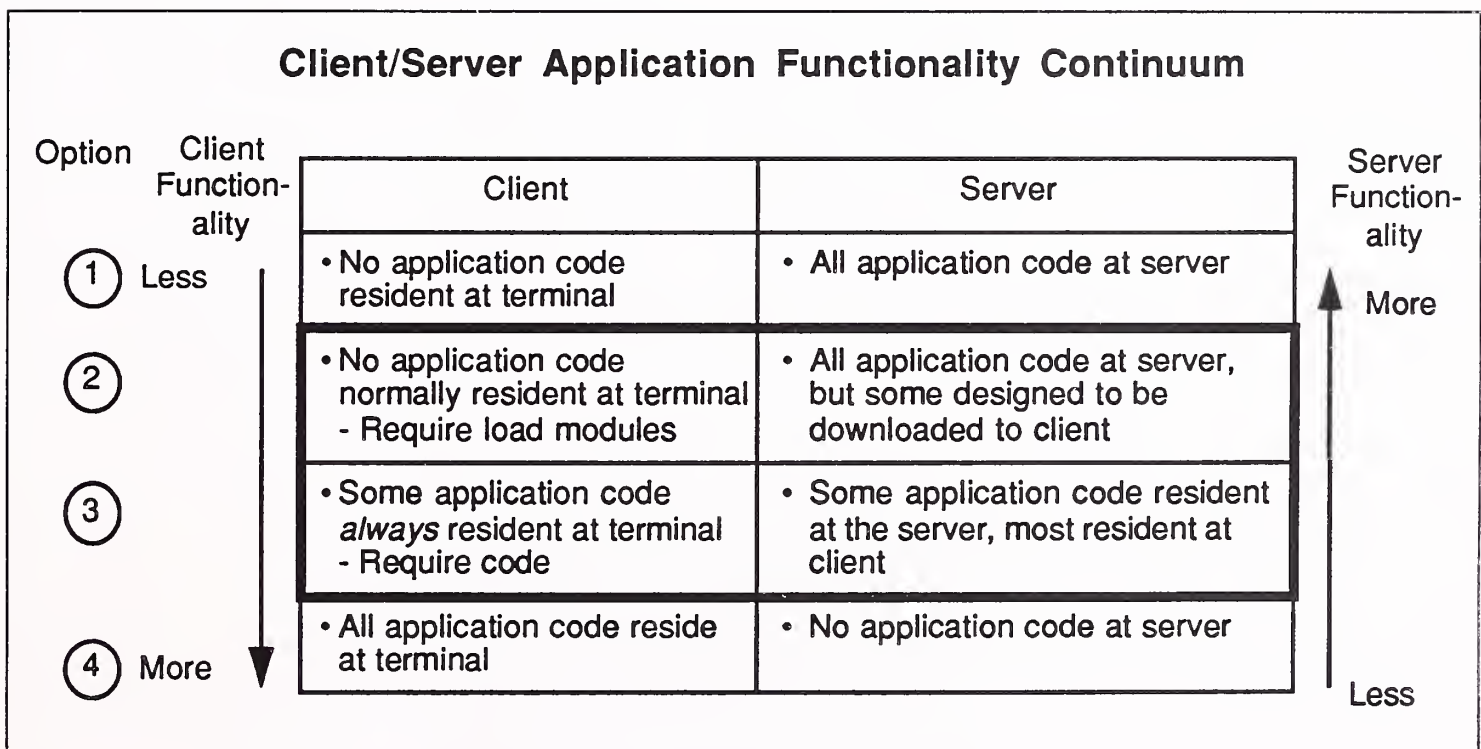 Client/Server Application Functionality Continuum
Option
Client
Function-
ality
Client
Server
Server
Function-
ality
1
Less
• No application code
resident at terminal
• All application code at server
More
2
• No application code
normally resident at terminal
- Require load modules
• All application code at server,
but some designed to be
downloaded to client
3
• Some application code
always resident at terminal
- Require code
• Some application code resident
at the server, most resident at
client
4
More
• All application code reside
at terminal
• No application code at server
Less